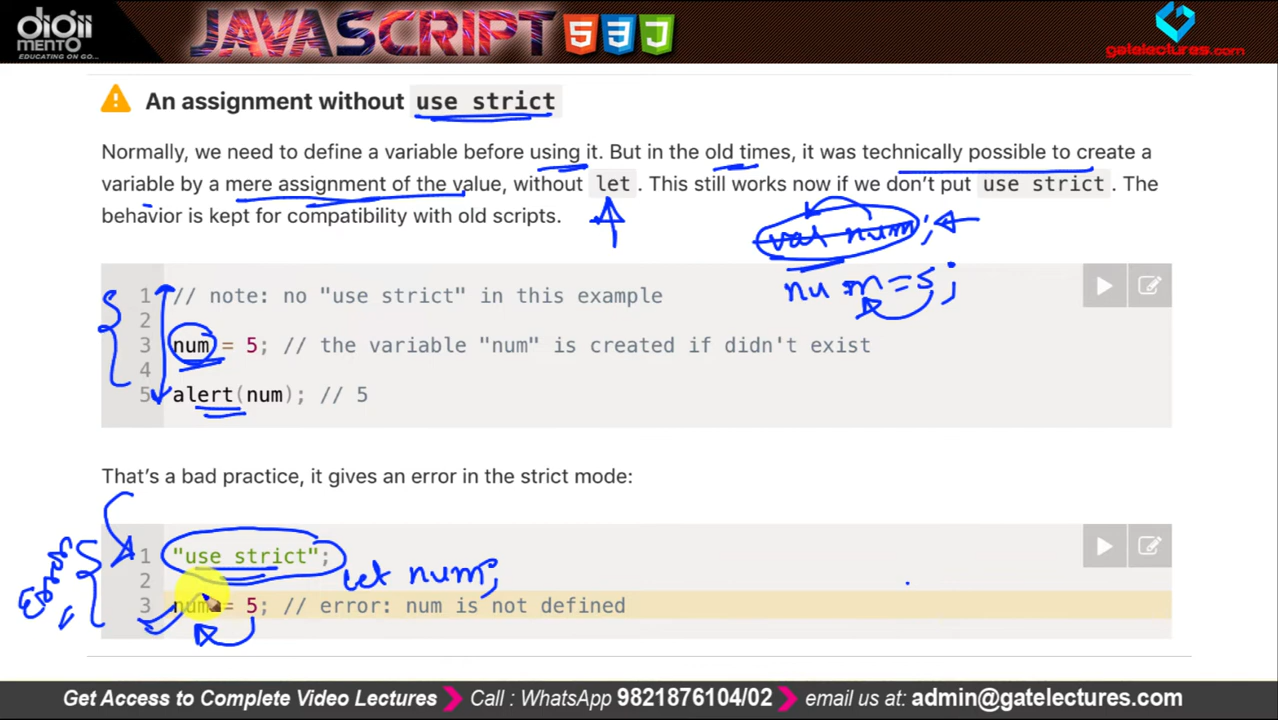 digii
MENTO
EDUCATING ON GO...
JAVASCRIPT
gatelectures.com
An assignment without use strict
Normally, we need to define a variable before using it. But in the old times, it was technically possible to create a
variable by a mere assignment of the value, without let. This still works now if we don’t put use strict. The
behavior is kept for compatibility with old scripts.
num = 5;
1 // note: no "use strict" in this example
2
3 num = 5; // the variable "num" is created if didn't exist
4
5 alert(num); // 5
That’s a bad practice, it gives an error in the strict mode:
1 "use strict";
2 let num;
3 num = 5; // error: num is not defined
Error
Get Access to Complete Video Lectures Call : WhatsApp 9821876104/02 email us at: admin@gatelectures.com